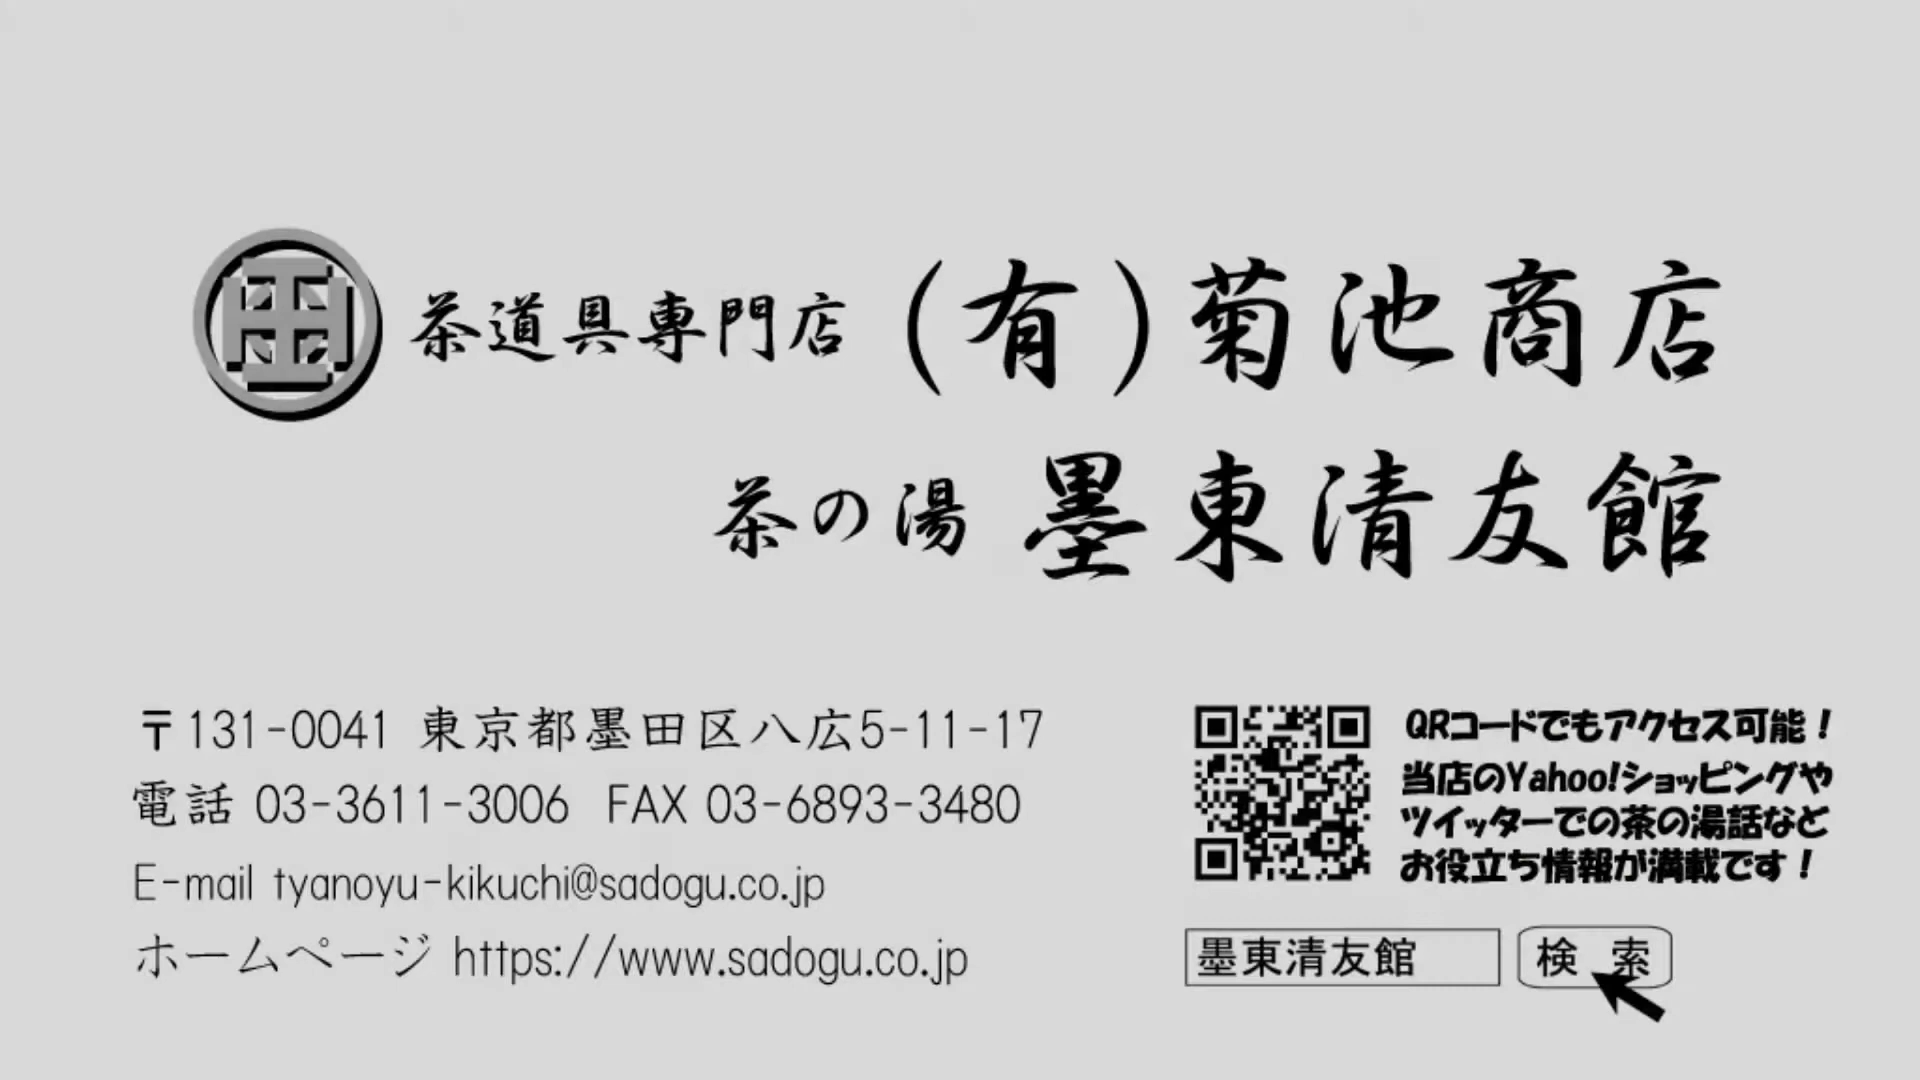 茶道具専門店 (有)菊池商店
茶の湯 墨東清友館
〒131-0041 東京都墨田区八広5-11-17
電話 03-3611-3006 FAX 03-6893-3480
E-mail tyanoyu-kikuchi@sadogu.co.jp
ホームページ https://www.sadogu.co.jp
QRコードでもアクセス可能！
当店のYahoo!ショッピングや
ツイッターでの茶の湯話など
お役立ち情報が満載です！
墨東清友館 検 索